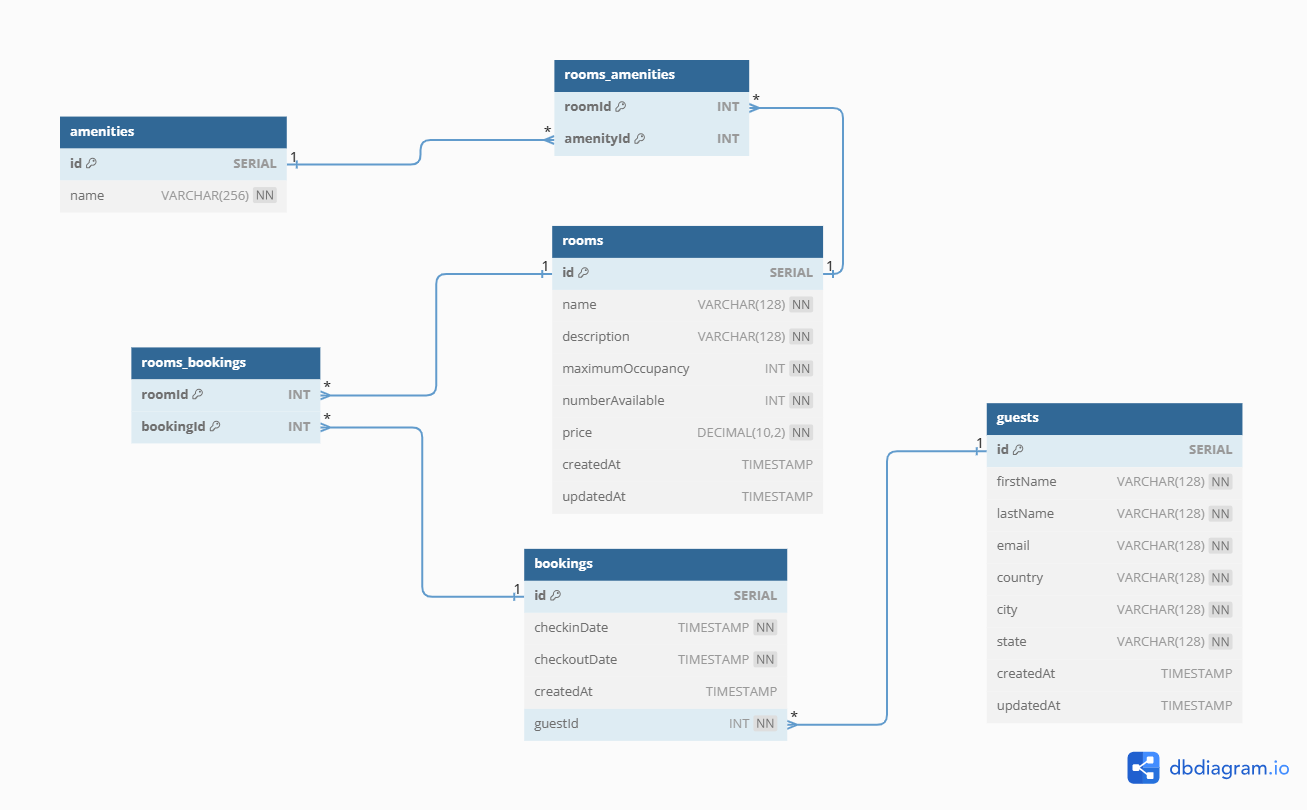 rooms_amenities
roomId INT
amenityId INT
*
*
amenities
id SERIAL
name VARCHAR(256) NN
1
rooms
id SERIAL
name VARCHAR(128) NN
description VARCHAR(128) NN
maximumOccupancy INT NN
numberAvailable INT NN
price DECIMAL(10,2) NN
createdAt TIMESTAMP
updatedAt TIMESTAMP
1
1
rooms_bookings
roomId INT
bookingId INT
*
*
guests
id SERIAL
firstName VARCHAR(128) NN
lastName VARCHAR(128) NN
email VARCHAR(128) NN
country VARCHAR(128) NN
city VARCHAR(128) NN
state VARCHAR(128) NN
createdAt TIMESTAMP
updatedAt TIMESTAMP
1
bookings
id SERIAL
checkinDate TIMESTAMP NN
checkoutDate TIMESTAMP NN
createdAt TIMESTAMP
guestId INT NN
1
*
dbdiagram.io